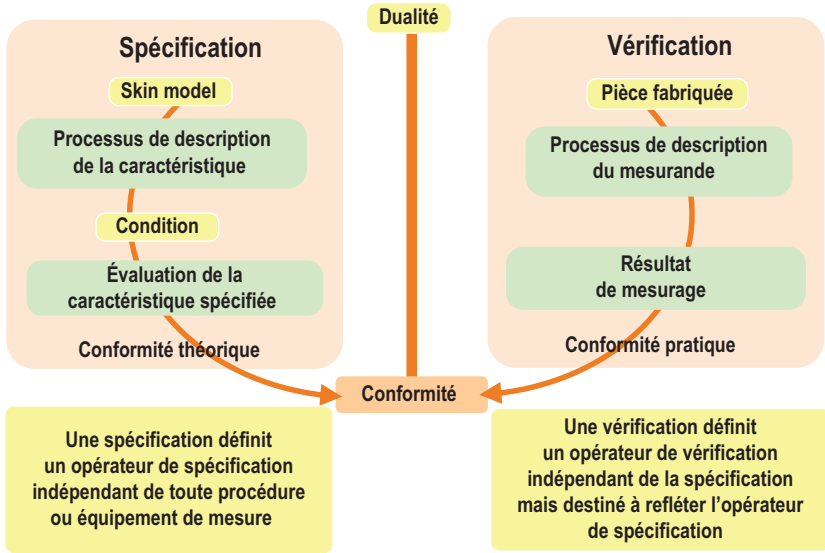 Dualité
Spécification
Skin model
Processus de description
de la caractéristique
Condition
Évaluation de la
caractéristique spécifiée
Conformité théorique
Vérification
Pièce fabriquée
Processus de description
du mesurande
Résultat
de mesurage
Conformité pratique
Conformité
Une spécification définit
un opérateur de spécification
indépendant de toute procédure
ou équipement de mesure
Une vérification définit
un opérateur de vérification
indépendant de la spécification
mais destiné à refléter l’opérateur
de spécification